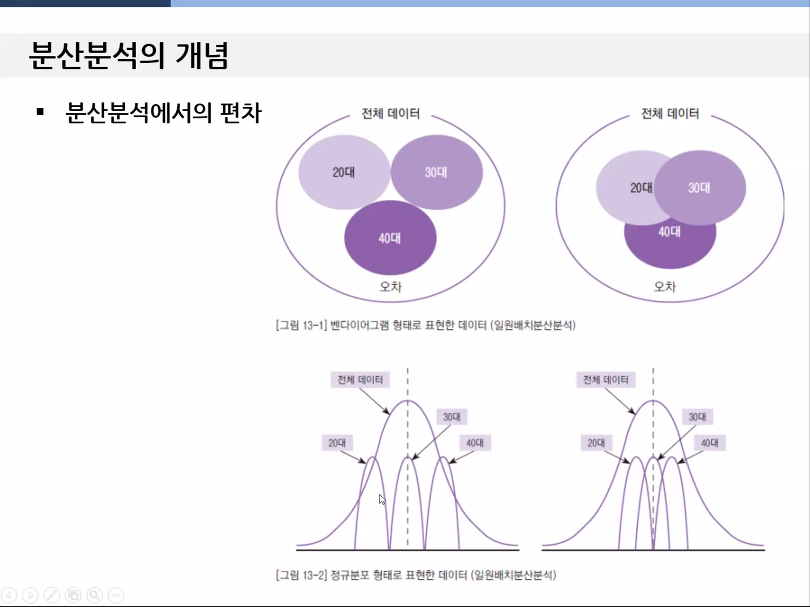 분산분석의 개념
▪ 분산분석에서의 편차
전체 데이터
20대
30대
40대
오차
전체 데이터
20대
30대
40대
오차
[그림 13-1] 벤다이어그램 형태로 표현한 데이터 (일원배치분산분석)
전체 데이터
30대
20대
40대
전체 데이터
30대
20대
40대
[그림 13-2] 정규분포 형태로 표현한 데이터 (일원배치분산분석)